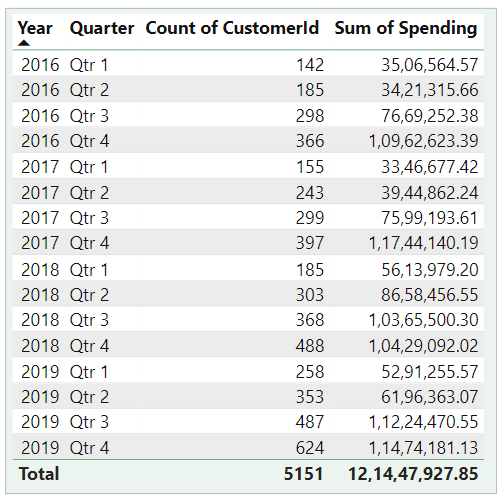 Year Quarter Count of CustomerId Sum of Spending
2016 Qtr 1 142 35,06,564.57
2016 Qtr 2 185 34,21,315.66
2016 Qtr 3 298 76,69,252.38
2016 Qtr 4 366 1,09,62,623.39
2017 Qtr 1 155 33,46,677.42
2017 Qtr 2 243 39,44,862.24
2017 Qtr 3 299 75,99,193.61
2017 Qtr 4 397 1,17,44,140.19
2018 Qtr 1 185 56,13,979.20
2018 Qtr 2 303 86,58,456.55
2018 Qtr 3 368 1,03,65,500.30
2018 Qtr 4 488 1,04,29,092.02
2019 Qtr 1 258 52,91,255.57
2019 Qtr 2 353 61,96,363.07
2019 Qtr 3 487 1,12,24,470.55
2019 Qtr 4 624 1,14,74,181.13
Total 5151 12,14,47,927.85